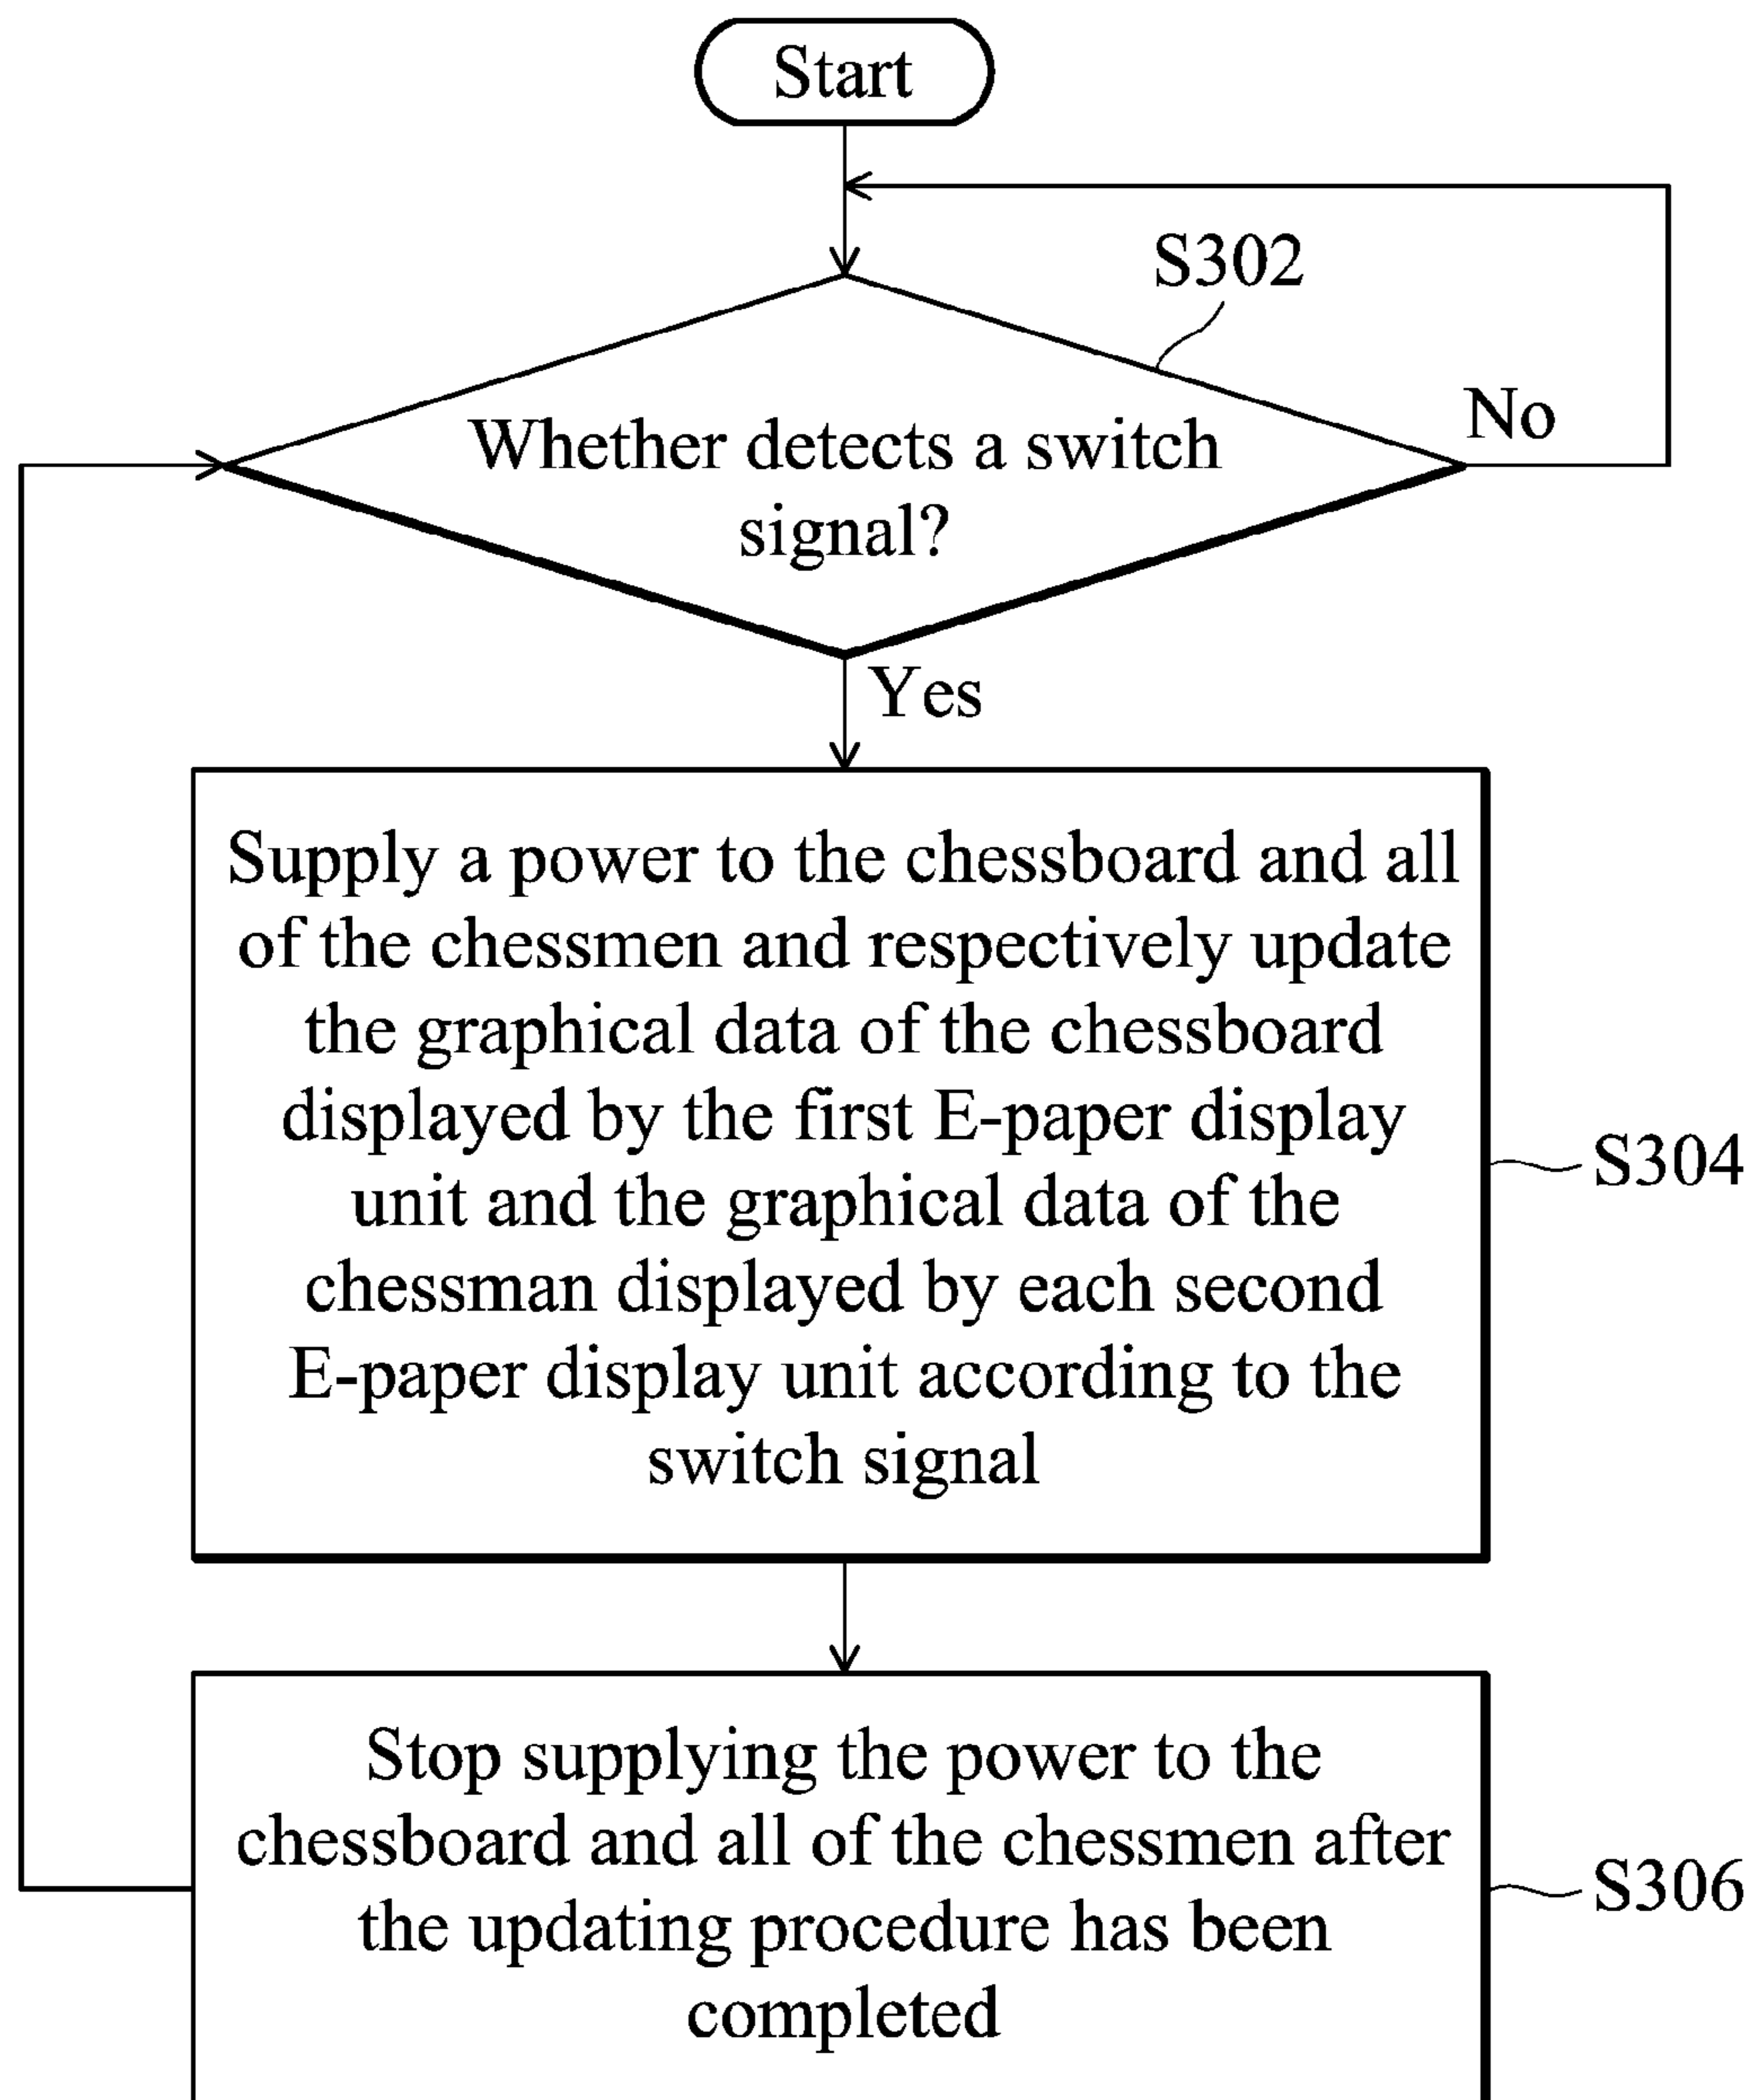 Start
S302
No
Whether detects a switch
signal?
Yes
Supply a power to the chessboard and all
of the chessmen and respectively update
the graphical data of the chessboard
displayed by the first E-paper display
unit and the graphical data of the
chessman displayed by each second
E-paper display unit according to the
switch signal
S304
Stop supplying the power to the
chessboard and all of the chessmen after
the updating procedure has been
completed
S306